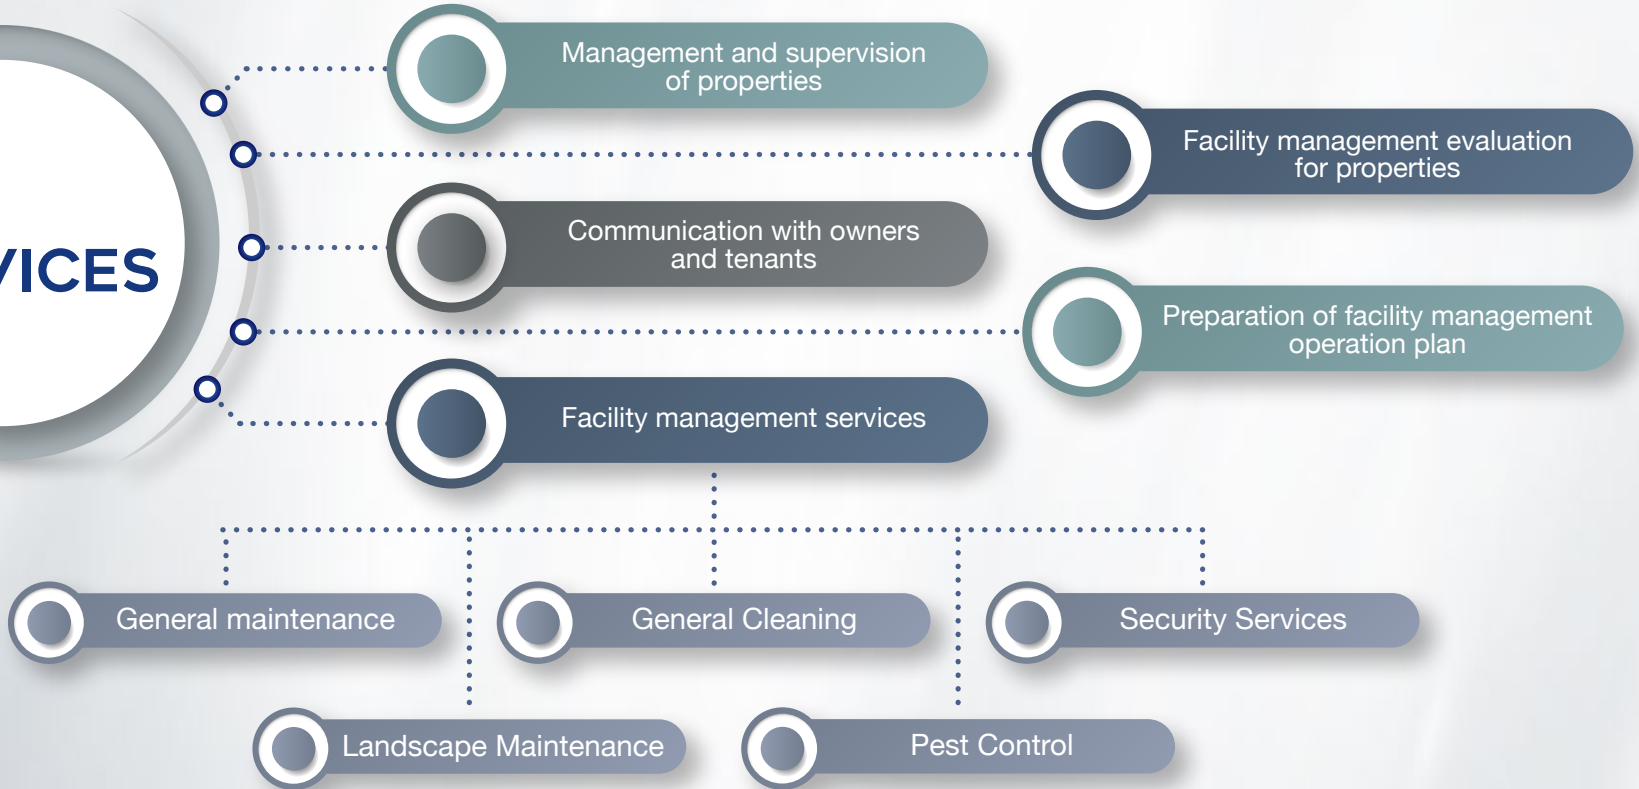 VICES
Management and supervision
of properties
Facility management evaluation
for properties
Communication with owners
and tenants
Preparation of facility management
operation plan
Facility management services
General maintenance
General Cleaning
Security Services
Landscape Maintenance
Pest Control